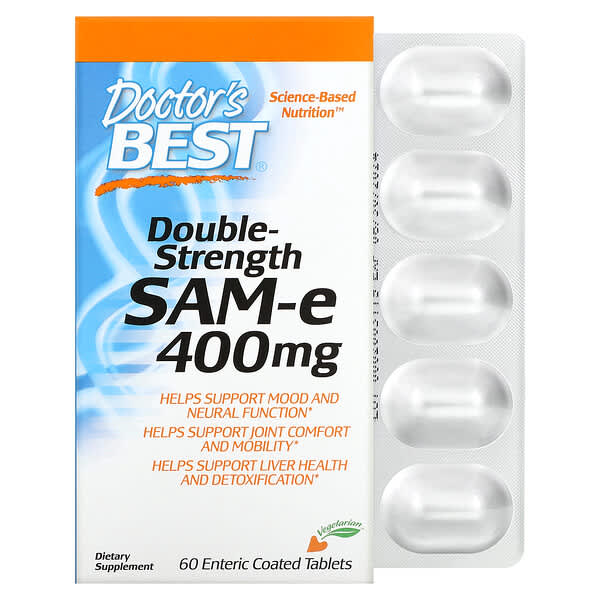 Doctor's
BEST®
Science-Based
Nutrition™
Double-
Strength
SAM-e
400mg
HELPS SUPPORT MOOD AND
NEURAL FUNCTION*
HELPS SUPPORT JOINT COMFORT
AND MOBILITY*
HELPS SUPPORT LIVER HEALTH
AND DETOXIFICATION*
Vegetarian
Dietary
Supplement
60 Enteric Coated Tablets